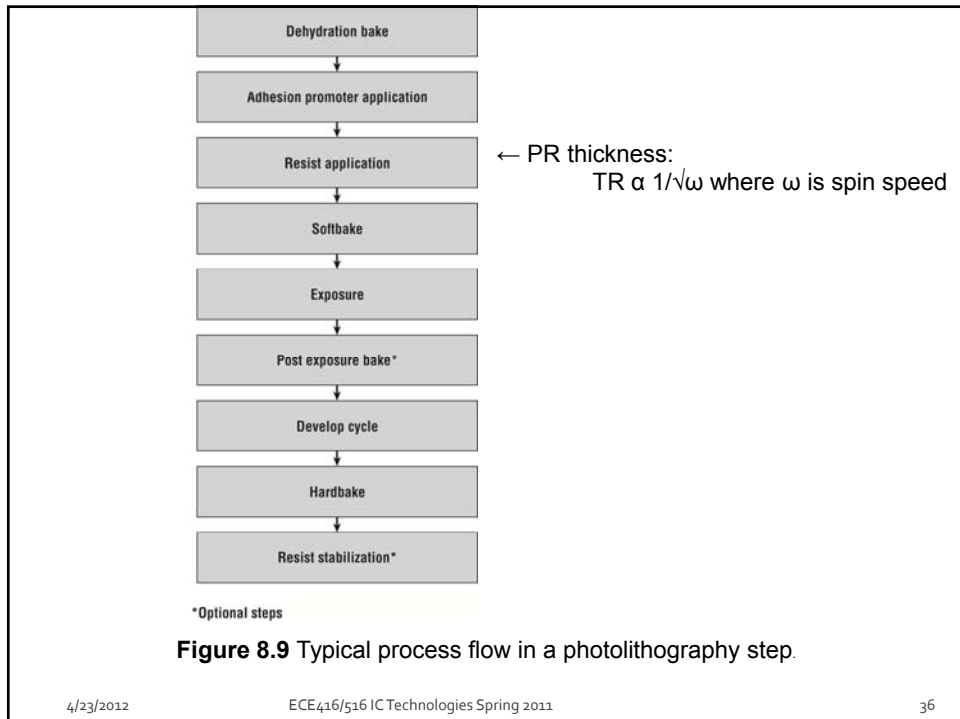 Dehydration bake
Adhesion promoter application
Resist application
← PR thickness:
TR α 1/√ω where ω is spin speed
Softbake
Exposure
Post exposure bake*
Develop cycle
Hardbake
Resist stabilization*
*Optional steps
Figure 8.9 Typical process flow in a photolithography step.
4/23/2012 ECE416/516 IC Technologies Spring 2011 36